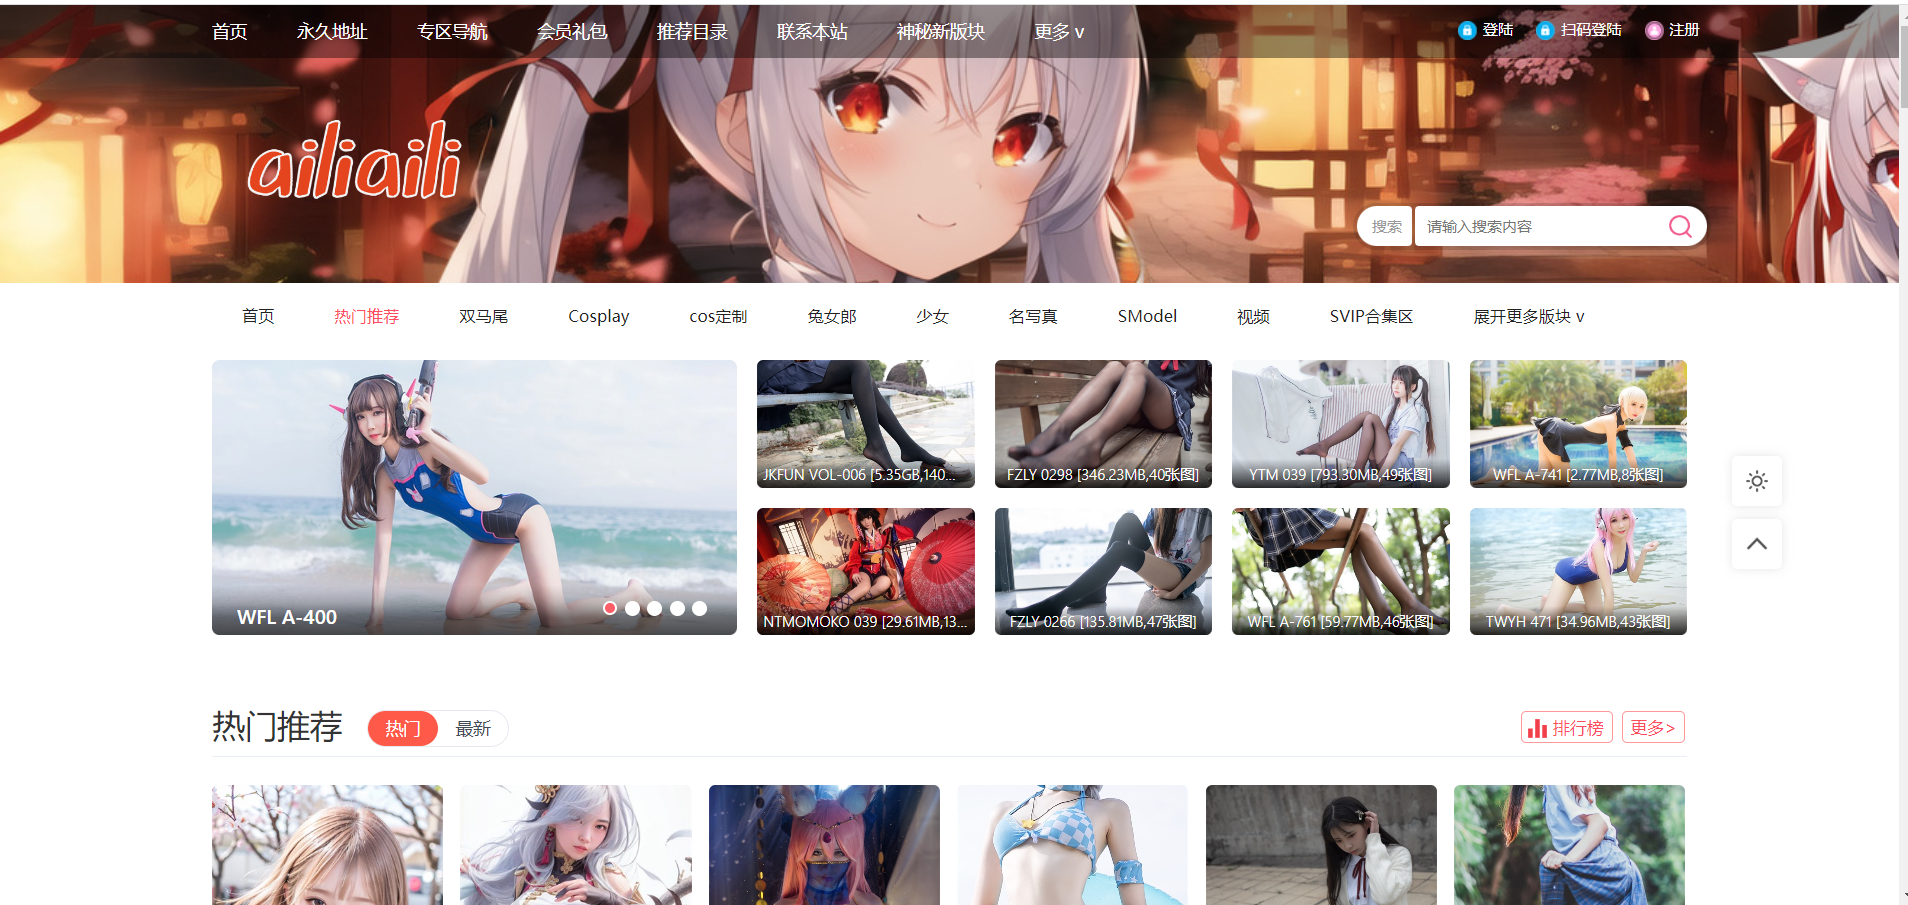 首页 永久地址 专区导航 会员礼包 推荐目录 联系本站 神秘新版块 更多 v 登陆 扫码登陆 注册
ailiaili
搜索 请输入搜索内容
首页 热门推荐 双马尾 Cosplay cos定制 兔女郎 少女 名写真 SModel 视频 SVIP合集区 展开更多版块 v
JKFUN VOL-006 [5.35GB,140... FZLY 0298 [346.23MB,40张图] YTM 039 [793.30MB,49张图] WFL A-741 [2.77MB,8张图]
WFL A-400 NTMOMOKO 039 [29.61MB,13... FZLY 0266 [135.81MB,47张图] WFL A-761 [59.77MB,46张图] TWYH 471 [34.96MB,43张图]
热门推荐 热门 最新 排行榜 更多>